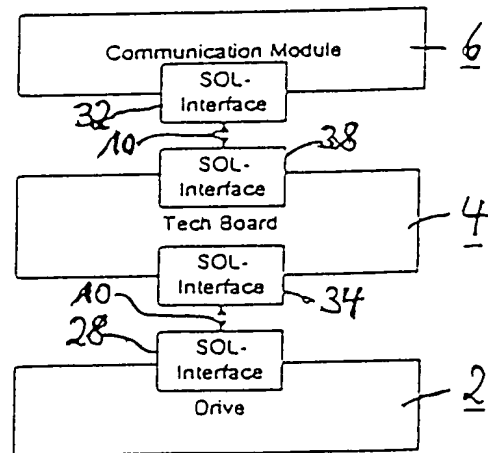 Communication Module
6
SOL-
Interface
32
10
38
SOL-
Interface
Tech Board
4
SOL-
Interface
10
34
28
SOL-
Interface
Drive
2